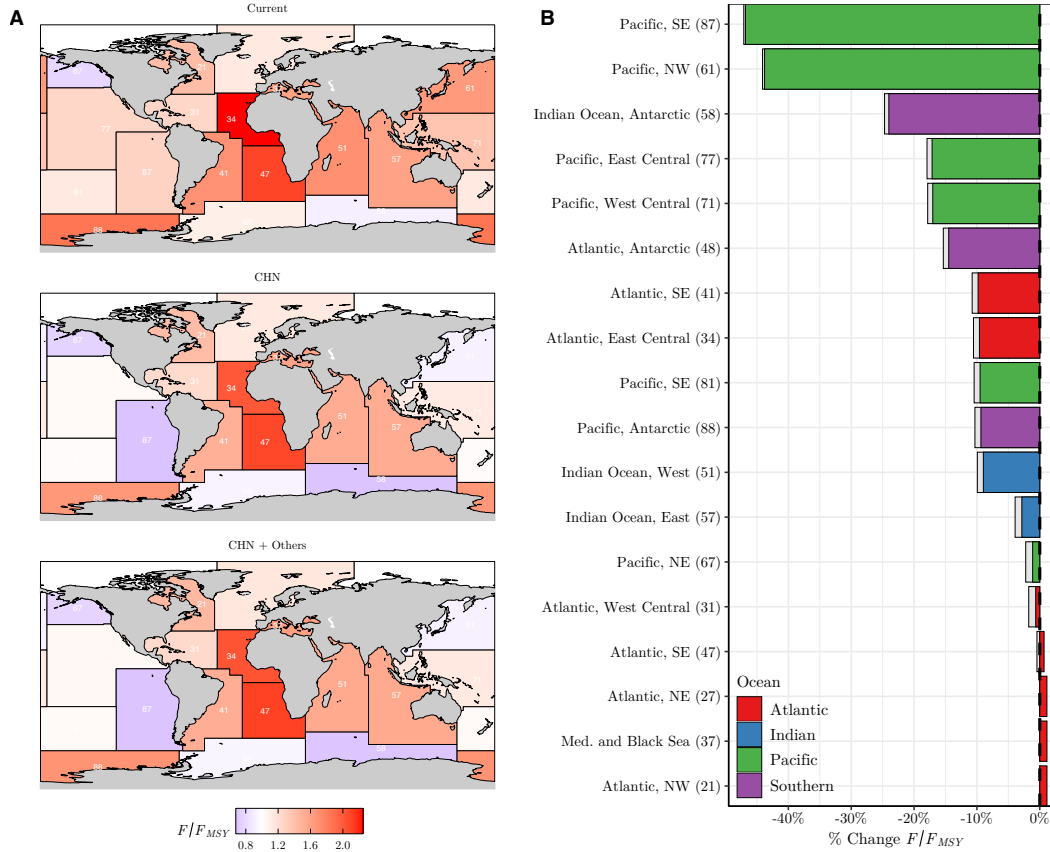 A
Current
67
21
61
77
31
34
71
51
57
87
41
47
81
88
CHN
67
21
61
31
34
71
51
57
87
41
47
88
58
CHN + Others
67
21
61
31
34
71
51
57
87
41
47
88
58
F/F_MSY
0.8 1.2 1.6 2.0
B
Pacific, SE (87)
Pacific, NW (61)
Indian Ocean, Antarctic (58)
Pacific, East Central (77)
Pacific, West Central (71)
Atlantic, Antarctic (48)
Atlantic, SE (41)
Atlantic, East Central (34)
Pacific, SE (81)
Pacific, Antarctic (88)
Indian Ocean, West (51)
Indian Ocean, East (57)
Pacific, NE (67)
Atlantic, West Central (31)
Atlantic, SE (47)
Atlantic, NE (27)
Med. and Black Sea (37)
Atlantic, NW (21)
Ocean
Atlantic
Indian
Pacific
Southern
-40% -30% -20% -10% 0%
% Change F/F_MSY